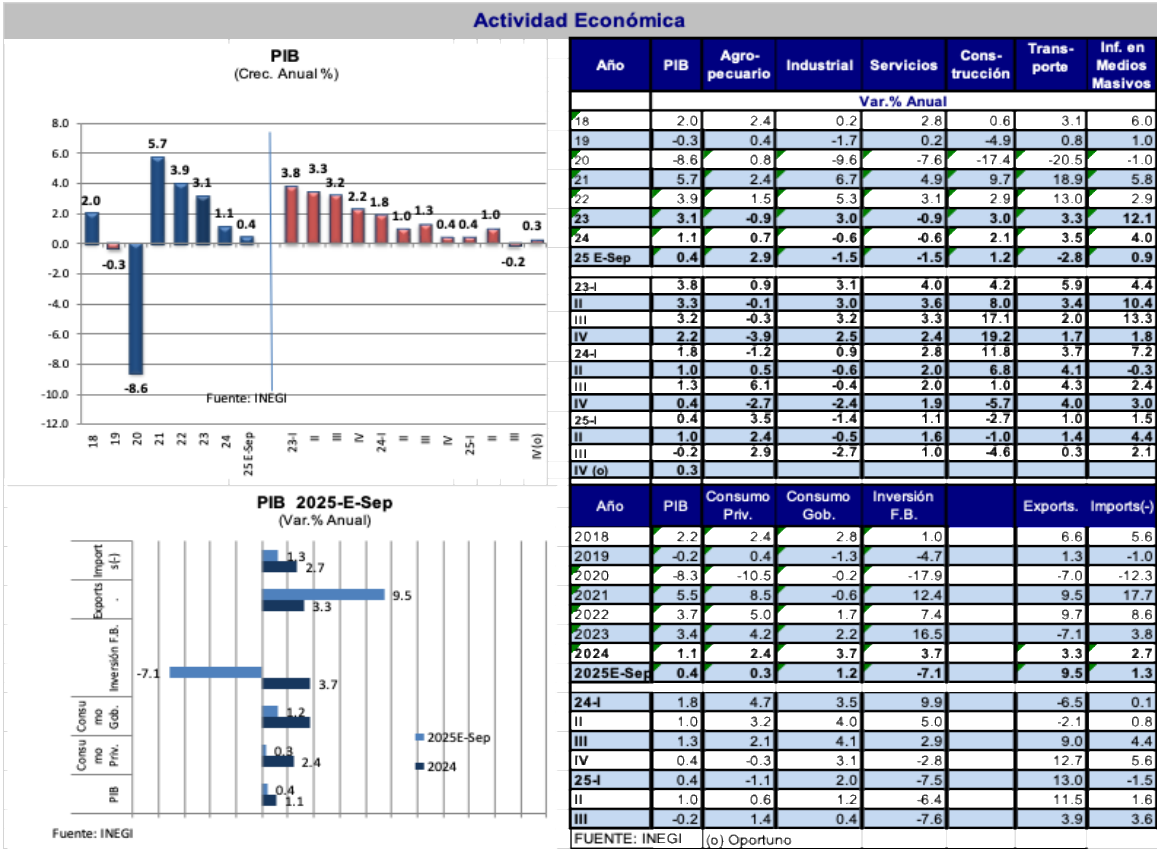 Actividad Económica
PIB
(Crec. Anual %)
8.0
6.0
4.0
2.0
0.0
-2.0
-4.0
-6.0
-8.0
-10.0
-12.0
2.0
-0.3
-8.6
5.7
3.9
3.1
1.1
0.4
3.8
3.3
3.2
2.2
1.8
1.0
1.3
0.4
0.4
1.0
-0.2
0.3
Fuente: INEGI
18
19
20
21
22
23
24
25 E-Sep
23-I
II
III
IV
24-I
II
III
IV
25-I
II
III
IV(o)
Año PIB Agro-pecuario Industrial Servicios Cons-trucción Trans-porte Inf. en Medios Masivos
Var.% Anual
18 2.0 2.4 0.2 2.8 0.6 3.1 6.0
19 -0.3 0.4 -1.7 0.2 -4.9 0.8 1.0
20 -8.6 0.8 -9.6 -7.6 -17.4 -20.5 -1.0
21 5.7 2.4 6.7 4.9 9.7 18.9 5.8
22 3.9 1.5 5.3 3.1 2.9 13.0 2.9
23 3.1 -0.9 3.0 -0.9 3.0 3.3 12.1
24 1.1 0.7 -0.6 -0.6 2.1 3.5 4.0
25 E-Sep 0.4 2.9 -1.5 -1.5 1.2 -2.8 0.9
23-I 3.8 0.9 3.1 4.0 4.2 5.9 4.4
II 3.3 -0.1 3.0 3.6 8.0 3.4 10.4
III 3.2 -0.3 3.2 3.3 17.1 2.0 13.3
IV 2.2 -3.9 2.5 2.4 19.2 1.7 1.8
24-I 1.8 -1.2 0.9 2.8 11.8 3.7 7.2
II 1.0 0.5 -0.6 2.0 6.8 4.1 -0.3
III 1.3 6.1 -0.4 2.0 1.0 4.3 2.4
IV 0.4 -2.7 -2.4 1.9 -5.7 4.0 3.0
25-I 0.4 3.5 -1.4 1.1 -2.7 1.0 1.5
II 1.0 2.4 -0.5 1.6 -1.0 1.4 4.4
III -0.2 2.9 -2.7 1.0 -4.6 0.3 2.1
IV (o) 0.3
PIB 2025-E-Sep
(Var.% Anual)
Import s(-)
1.3
2.7
Exports .
9.5
3.3
Inversión F.B.
-7.1
3.7
Consu mo Gob.
1.2
Consu mo Priv.
0.3
2.4
PIB
0.4
1.1
2025E-Sep
2024
Fuente: INEGI
Año PIB Consumo Priv. Consumo Gob. Inversión F.B. Exports. Imports(-)
2018 2.2 2.4 2.8 1.0 6.6 5.6
2019 -0.2 0.4 -1.3 -4.7 1.3 -1.0
2020 -8.3 -10.5 -0.2 -17.9 -7.0 -12.3
2021 5.5 8.5 -0.6 12.4 9.5 17.7
2022 3.7 5.0 1.7 7.4 9.7 8.6
2023 3.4 4.2 2.2 16.5 -7.1 3.8
2024 1.1 2.4 3.7 3.7 3.3 2.7
2025E-Sep 0.4 0.3 1.2 -7.1 9.5 1.3
24-I 1.8 4.7 3.5 9.9 -6.5 0.1
II 1.0 3.2 4.0 5.0 -2.1 0.8
III 1.3 2.1 4.1 2.9 9.0 4.4
IV 0.4 -0.3 3.1 -2.8 12.7 5.6
25-I 0.4 -1.1 2.0 -7.5 13.0 -1.5
II 1.0 0.6 1.2 -6.4 11.5 1.6
III -0.2 1.4 0.4 -7.6 3.9 3.6
FUENTE: INEGI (o) Oportuno